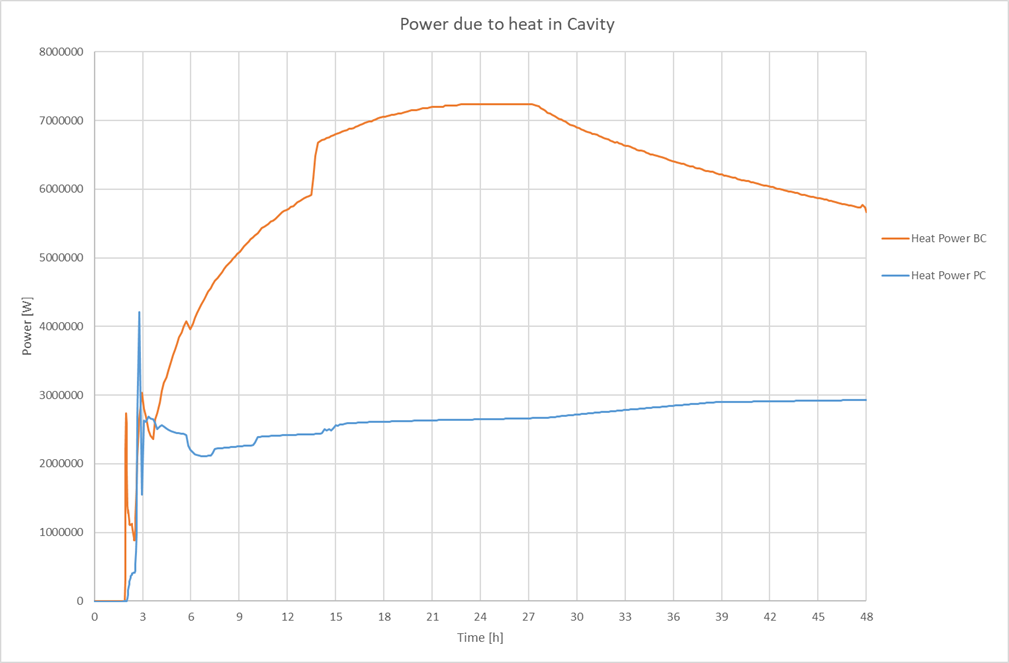 Power due to heat in Cavity
8000000
7000000
6000000
5000000
4000000
3000000
2000000
1000000
0
Power [W]
0 3 6 9 12 15 18 21 24 27 30 33 36 39 42 45 48
Time [h]
Heat Power BC
Heat Power PC